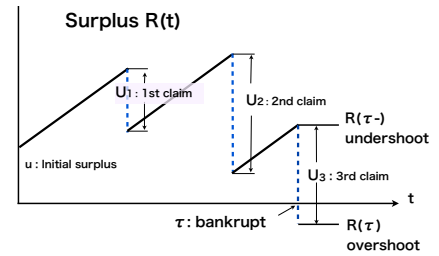 Surplus R(t)
U1 : 1st claim
U2 : 2nd claim
R(τ-)
undershoot
u : Initial surplus
U3 : 3rd claim
t
τ : bankrupt
R(τ)
overshoot